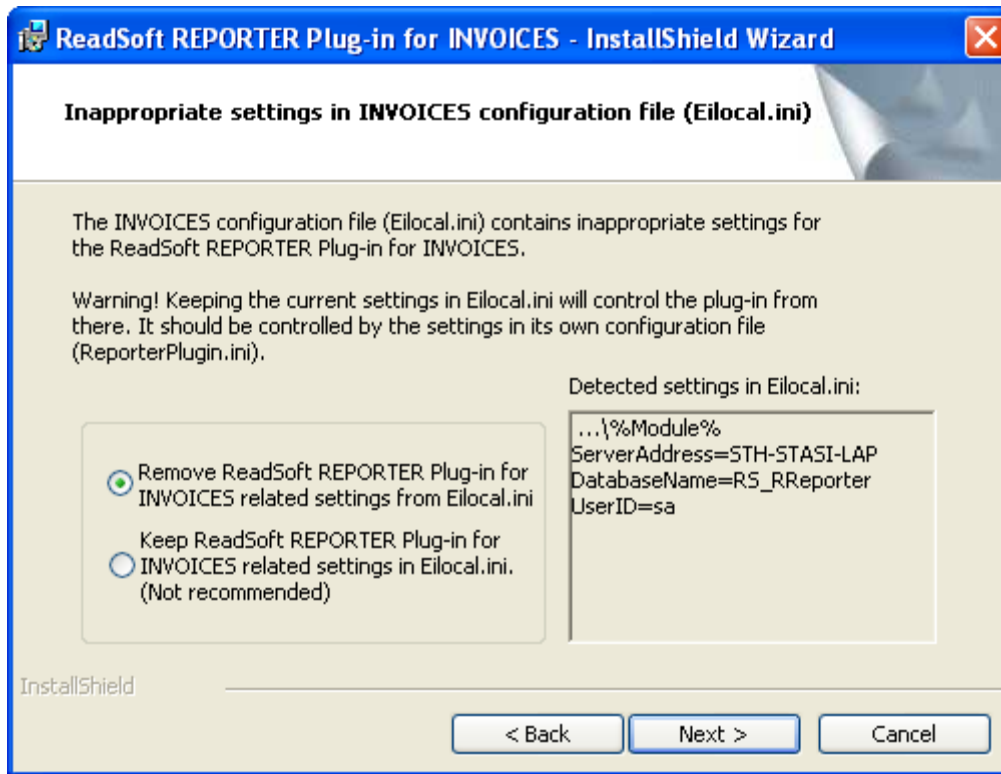 ReadSoft REPORTER Plug-in for INVOICES - InstallShield Wizard
Inappropriate settings in INVOICES configuration file (Eilocal.ini)
The INVOICES configuration file (Eilocal.ini) contains inappropriate settings for
the ReadSoft REPORTER Plug-in for INVOICES.
Warning! Keeping the current settings in Eilocal.ini will control the plug-in from
there. It should be controlled by the settings in its own configuration file
(ReporterPlugin.ini).
Remove ReadSoft REPORTER Plug-in for
INVOICES related settings from Eilocal.ini
Keep ReadSoft REPORTER Plug-in for
INVOICES related settings in Eilocal.ini.
(Not recommended)
Detected settings in Eilocal.ini:
...\%Module%
ServerAddress=STH-STASI-LAP
DatabaseName=RS_RReporter
UserID=sa
InstallShield
< Back
Next >
Cancel